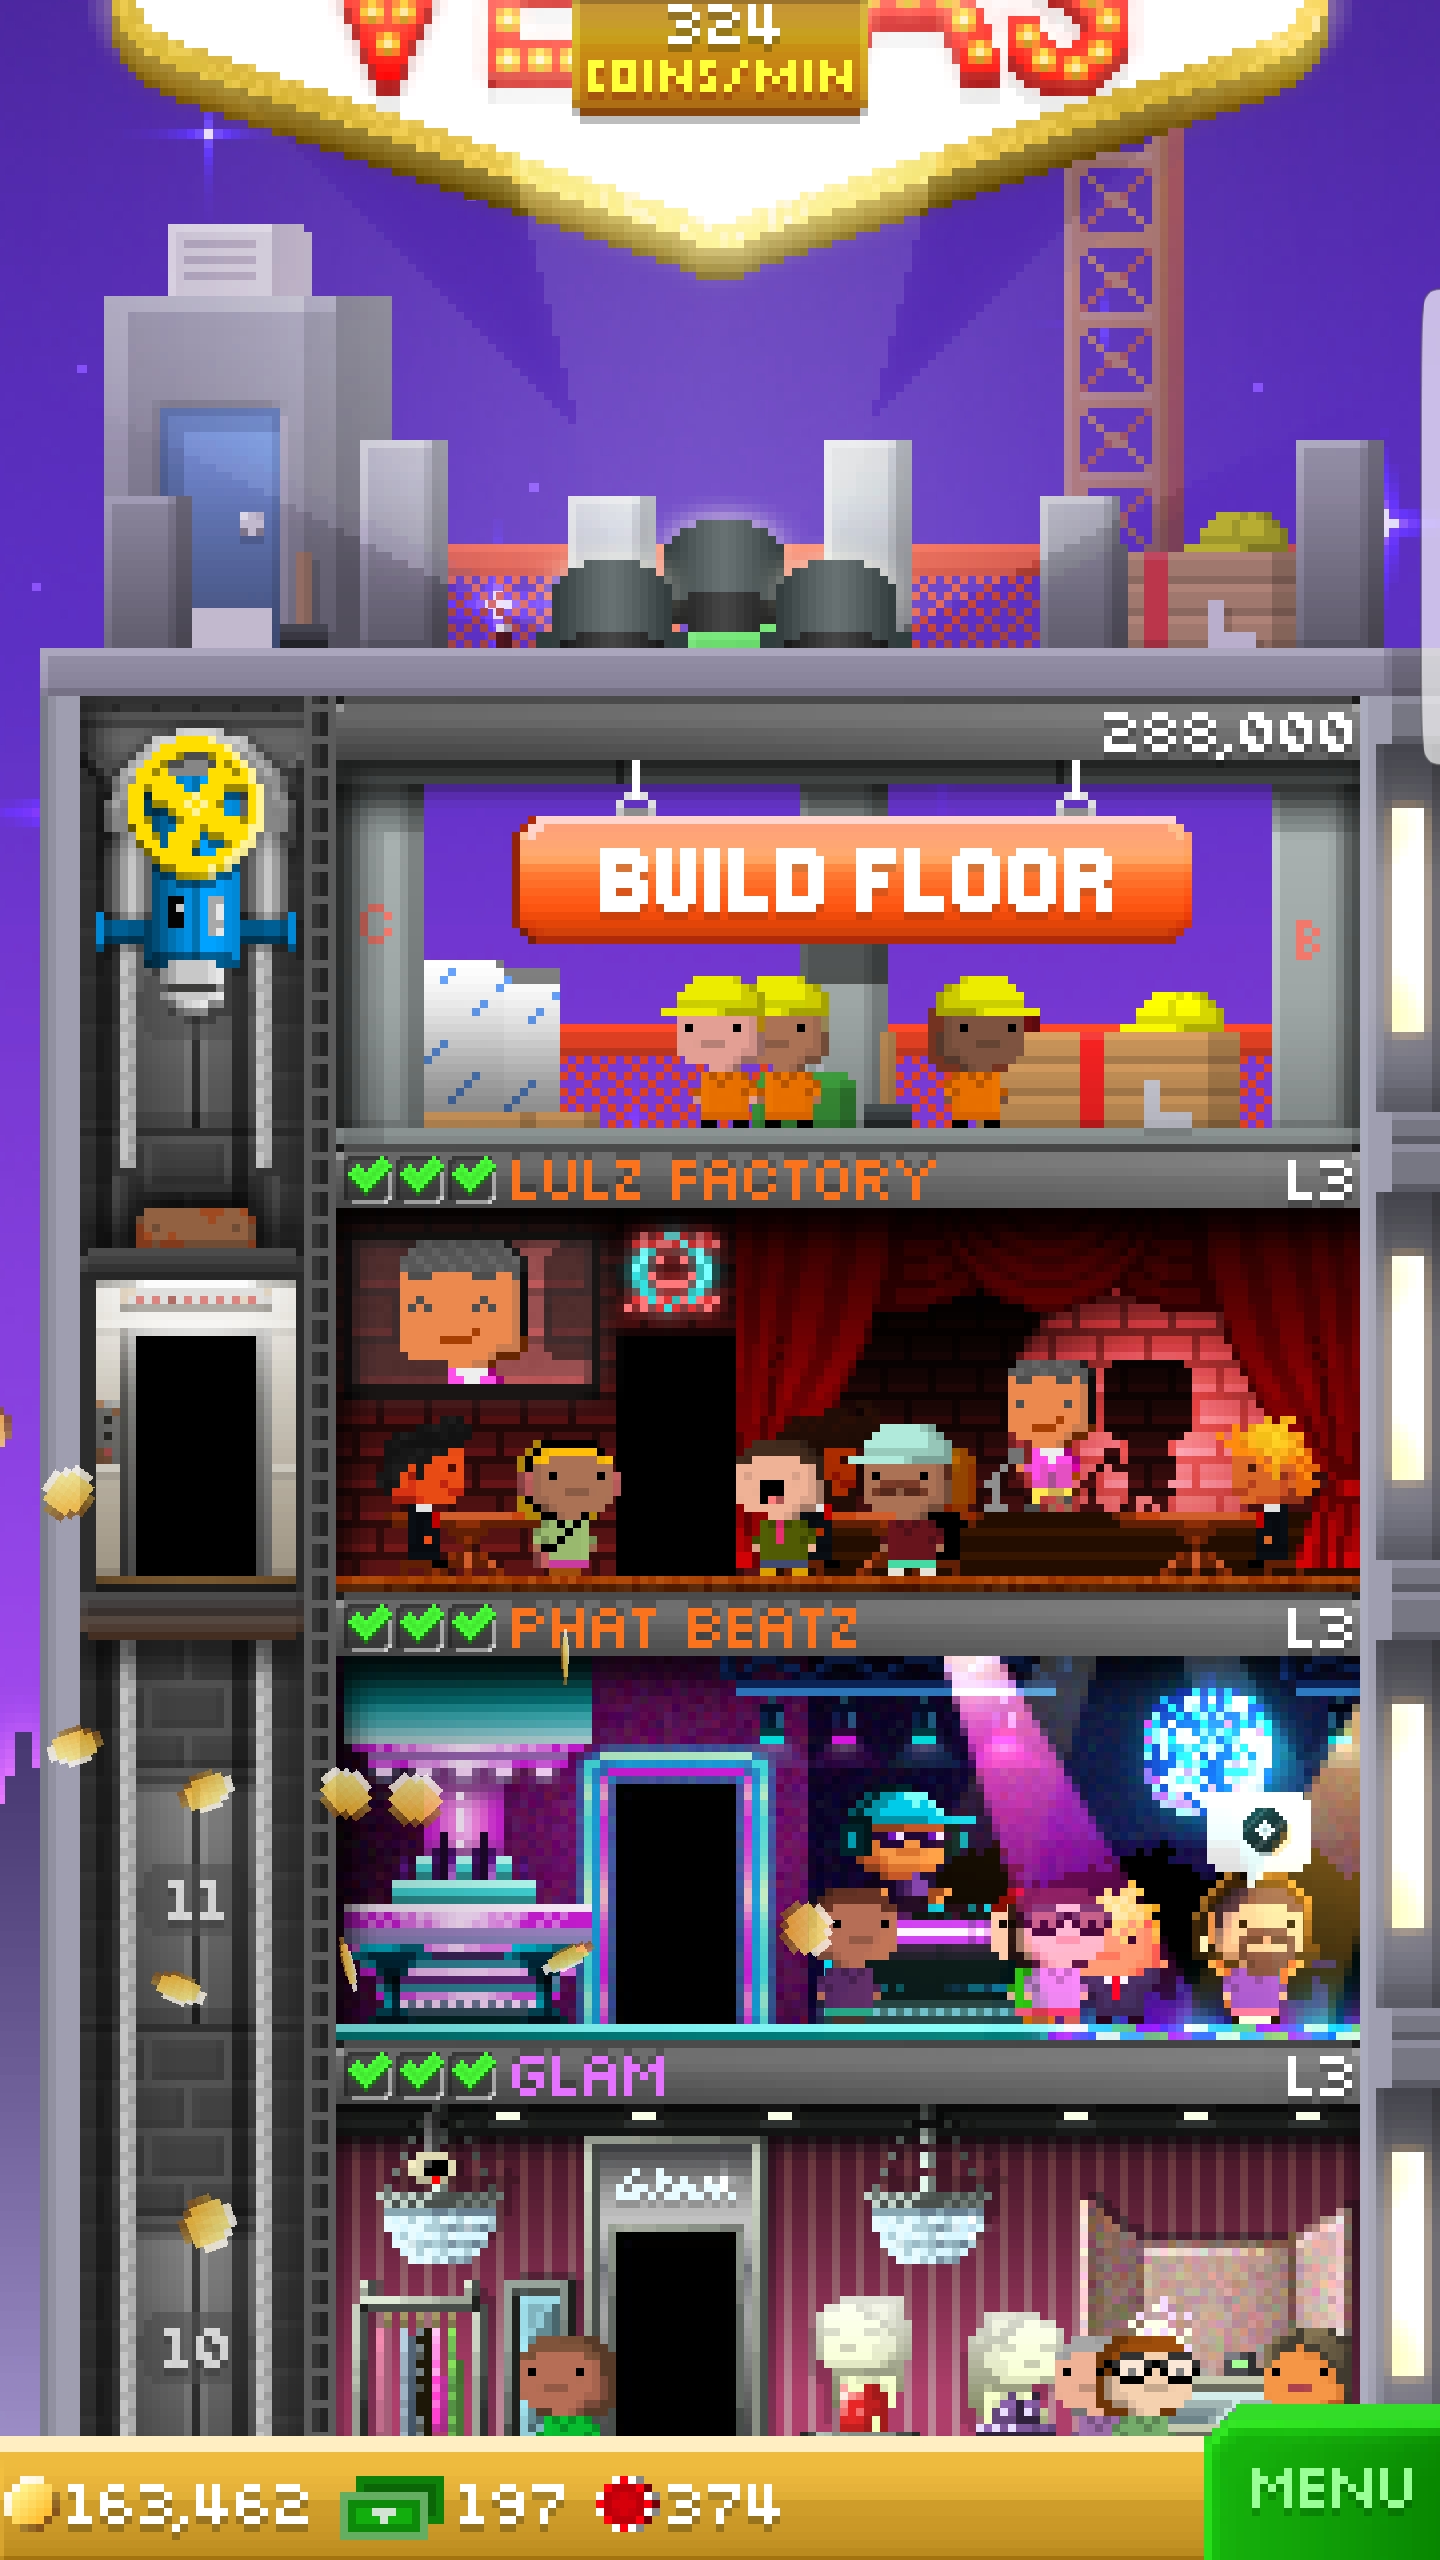 324
COINS/MIN
288,000
BUILD FLOOR
C
B
LULZ FACTORY
L3
PHAT BEATZ
L3
11
GLAM
L3
Glam
10
163,462
197
374
MENU